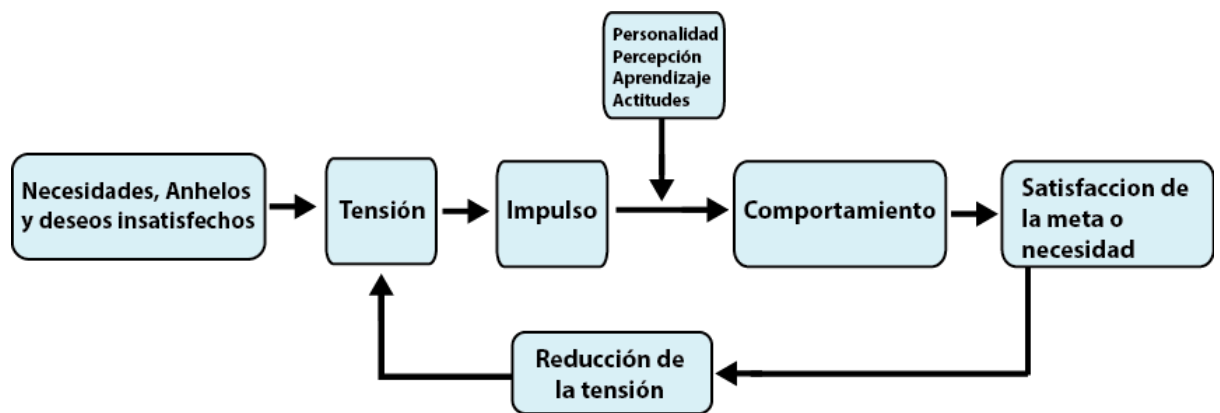 Personalidad
Percepción
Aprendizaje
Actitudes
Necesidades, Anhelos
y deseos insatisfechos
Tensión
Impulso
Comportamiento
Satisfaccion de
la meta o
necesidad
Reducción de
la tensión